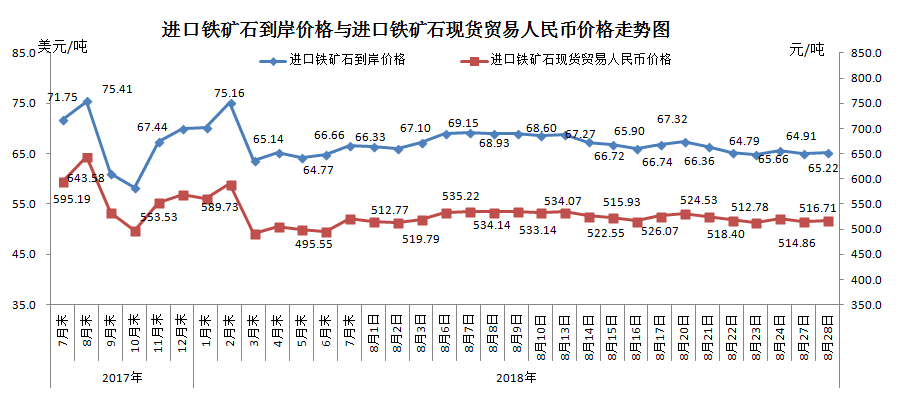 进口铁矿石到岸价格与进口铁矿石现货贸易人民币价格走势图
美元/吨
元/吨
进口铁矿石到岸价格
进口铁矿石现货贸易人民币价格
85.0
75.0
65.0
55.0
45.0
35.0
850.0
800.0
750.0
700.0
650.0
600.0
550.0
500.0
450.0
400.0
350.0
71.75
75.41
67.44
75.16
65.14
64.77
66.66
66.33
67.10
69.15
68.93
68.60
67.27
66.72
65.90
66.74
67.32
66.36
64.79
65.66
64.91
65.22
595.19
643.58
553.53
589.73
495.55
512.77
519.79
535.22
534.14
533.14
534.07
522.55
515.93
526.07
524.53
518.40
512.78
514.86
516.71
7月末
8月末
9月末
10月末
11月末
12月末
1月末
2月末
3月末
4月末
5月末
6月末
7月末
8月1日
8月2日
8月3日
8月6日
8月7日
8月8日
8月9日
8月10日
8月13日
8月14日
8月15日
8月16日
8月17日
8月20日
8月21日
8月22日
8月23日
8月24日
8月27日
8月28日
2017年
2018年